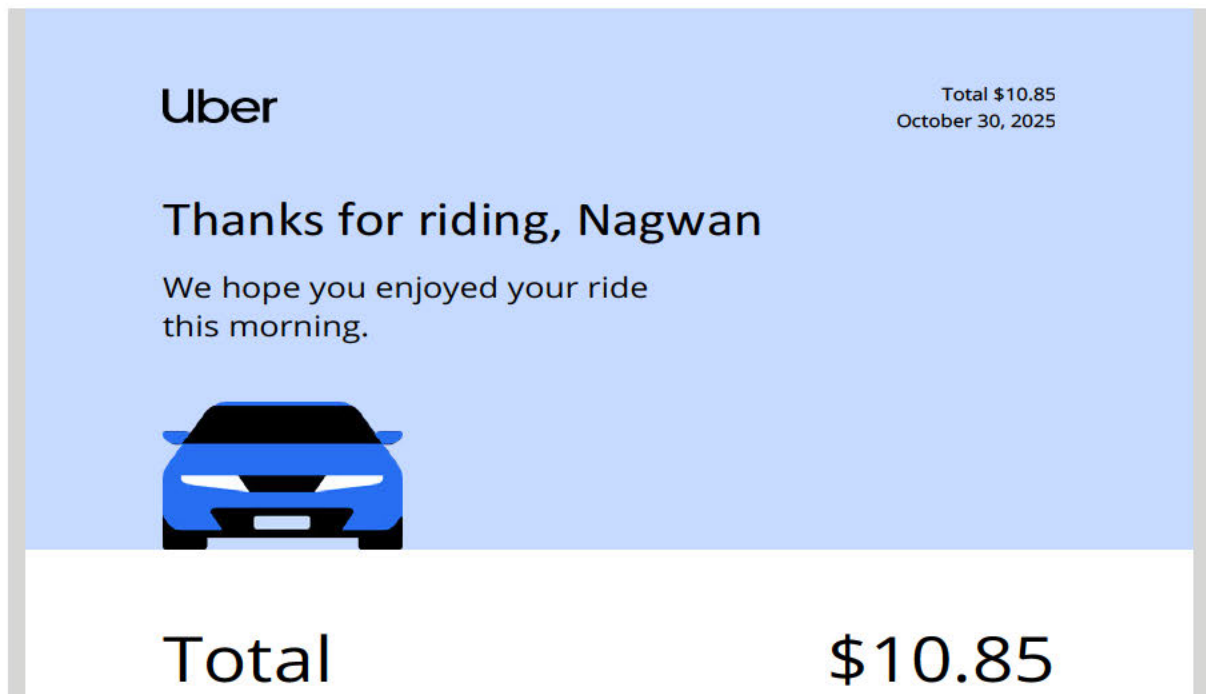 Uber
Total $10.85
October 30, 2025
Thanks for riding, Nagwan
We hope you enjoyed your ride
this morning.
Total $10.85